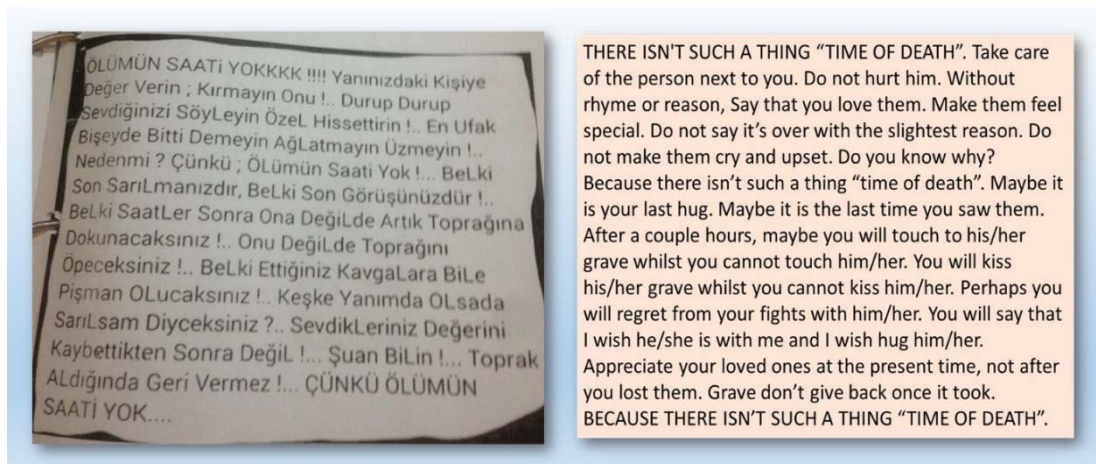 ÖLÜMÜN SAATi YOKKKK !!!! Yanınızdaki Kişiye
Değer Verin ; Kırmayın Onu !.. Durup Durup
Sevdiğinizi SöyLeyin ÖzeL Hissettirin !.. En Ufak
Bişeyde Bitti Demeyin AğLatmayın Üzmeyin !..
Nedenmi ? Çünkü ; ÖLümün Saati Yok !... BeLki
Son SarıLmanızdır, BeLki Son Görüşünüzdür !..
BeLki SaatLer Sonra Ona DeğiLde Artık Toprağına
Dokunacaksınız !.. Onu DeğiLde Toprağını
Öpeceksiniz !.. BeLki Ettiğiniz KavgaLara BiLe
Pişman OLucaksınız !.. Keşke Yanımda OLsada
SarıLsam Diyceksiniz ?.. SevdikLeriniz Değerini
Kaybettikten Sonra DeğiL !... Şuan BiLin !... Toprak
ALdığında Geri Vermez !... ÇÜNKÜ ÖLÜMÜN
SAATİ YOK....
THERE ISN'T SUCH A THING “TIME OF DEATH”. Take care
of the person next to you. Do not hurt him. Without
rhyme or reason, Say that you love them. Make them feel
special. Do not say it’s over with the slightest reason. Do
not make them cry and upset. Do you know why?
Because there isn’t such a thing “time of death”. Maybe it
is your last hug. Maybe it is the last time you saw them.
After a couple hours, maybe you will touch to his/her
grave whilst you cannot touch him/her. You will kiss
his/her grave whilst you cannot kiss him/her. Perhaps you
will regret from your fights with him/her. You will say that
I wish he/she is with me and I wish hug him/her.
Appreciate your loved ones at the present time, not after
you lost them. Grave don’t give back once it took.
BECAUSE THERE ISN’T SUCH A THING “TIME OF DEATH”.